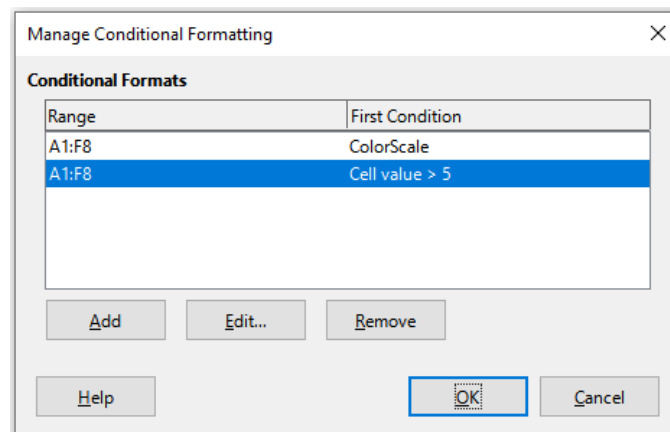 Manage Conditional Formatting
Conditional Formats
Range First Condition
A1:F8 ColorScale
A1:F8 Cell value > 5
Add Edit... Remove
Help OK Cancel